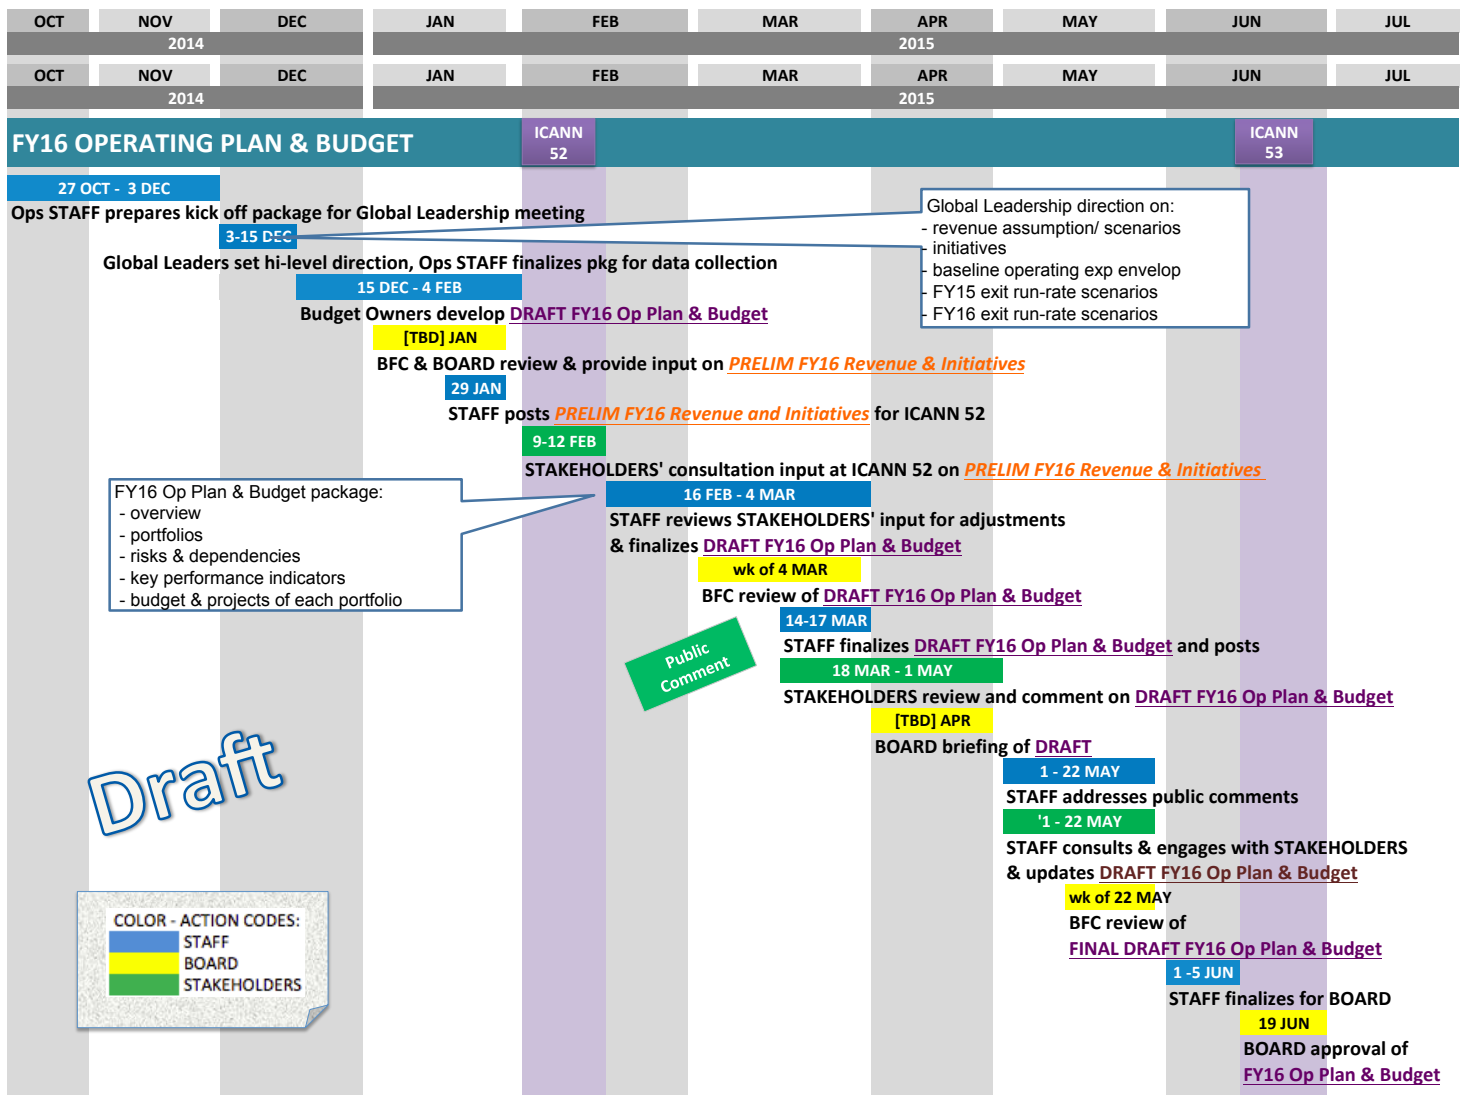 OCT NOV DEC JAN FEB MAR APR MAY JUN JUL
2014 2015
OCT NOV DEC JAN FEB MAR APR MAY JUN JUL
2014 2015
FY16 OPERATING PLAN & BUDGET
ICANN
52
ICANN
53
27 OCT - 3 DEC
Ops STAFF prepares kick off package for Global Leadership meeting
3-15 DEC
Global Leaders set hi-level direction, Ops STAFF finalizes pkg for data collection
Global Leadership direction on:
- revenue assumption/ scenarios
- initiatives
- baseline operating exp envelop
- FY15 exit run-rate scenarios
- FY16 exit run-rate scenarios
15 DEC - 4 FEB
Budget Owners develop DRAFT FY16 Op Plan & Budget
[TBD] JAN
BFC & BOARD review & provide input on PRELIM FY16 Revenue & Initiatives
29 JAN
STAFF posts PRELIM FY16 Revenue and Initiatives for ICANN 52
9-12 FEB
STAKEHOLDERS' consultation input at ICANN 52 on PRELIM FY16 Revenue & Initiatives
FY16 Op Plan & Budget package:
- overview
- portfolios
- risks & dependencies
- key performance indicators
- budget & projects of each portfolio
16 FEB - 4 MAR
STAFF reviews STAKEHOLDERS' input for adjustments
& finalizes DRAFT FY16 Op Plan & Budget
wk of 4 MAR
BFC review of DRAFT FY16 Op Plan & Budget
14-17 MAR
STAFF finalizes DRAFT FY16 Op Plan & Budget and posts
Public
Comment
18 MAR - 1 MAY
STAKEHOLDERS review and comment on DRAFT FY16 Op Plan & Budget
[TBD] APR
BOARD briefing of DRAFT
Draft
1 - 22 MAY
STAFF addresses public comments
'1 - 22 MAY
STAFF consults & engages with STAKEHOLDERS
& updates DRAFT FY16 Op Plan & Budget
wk of 22 MAY
BFC review of
FINAL DRAFT FY16 Op Plan & Budget
COLOR - ACTION CODES:
STAFF
BOARD
STAKEHOLDERS
1 -5 JUN
STAFF finalizes for BOARD
19 JUN
BOARD approval of
FY16 Op Plan & Budget